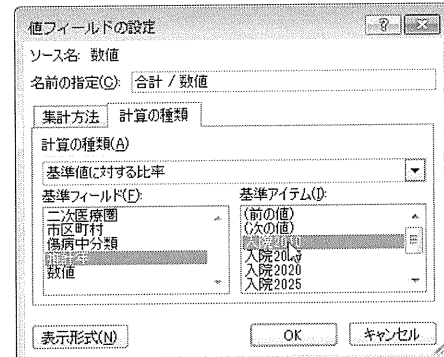 値フィールドの設定
ソース名: 数値
名前の指定(C): 合計 / 数値
集計方法 計算の種類
計算の種類(A)
基準値に対する比率
基準フィールド(F): 基準アイテム(I):
二次医療圏
市区町村
傷病中分類
数値
(前の値)
(次の値)
入院
入院2020
入院2025
表示形式(N) OK キャンセル